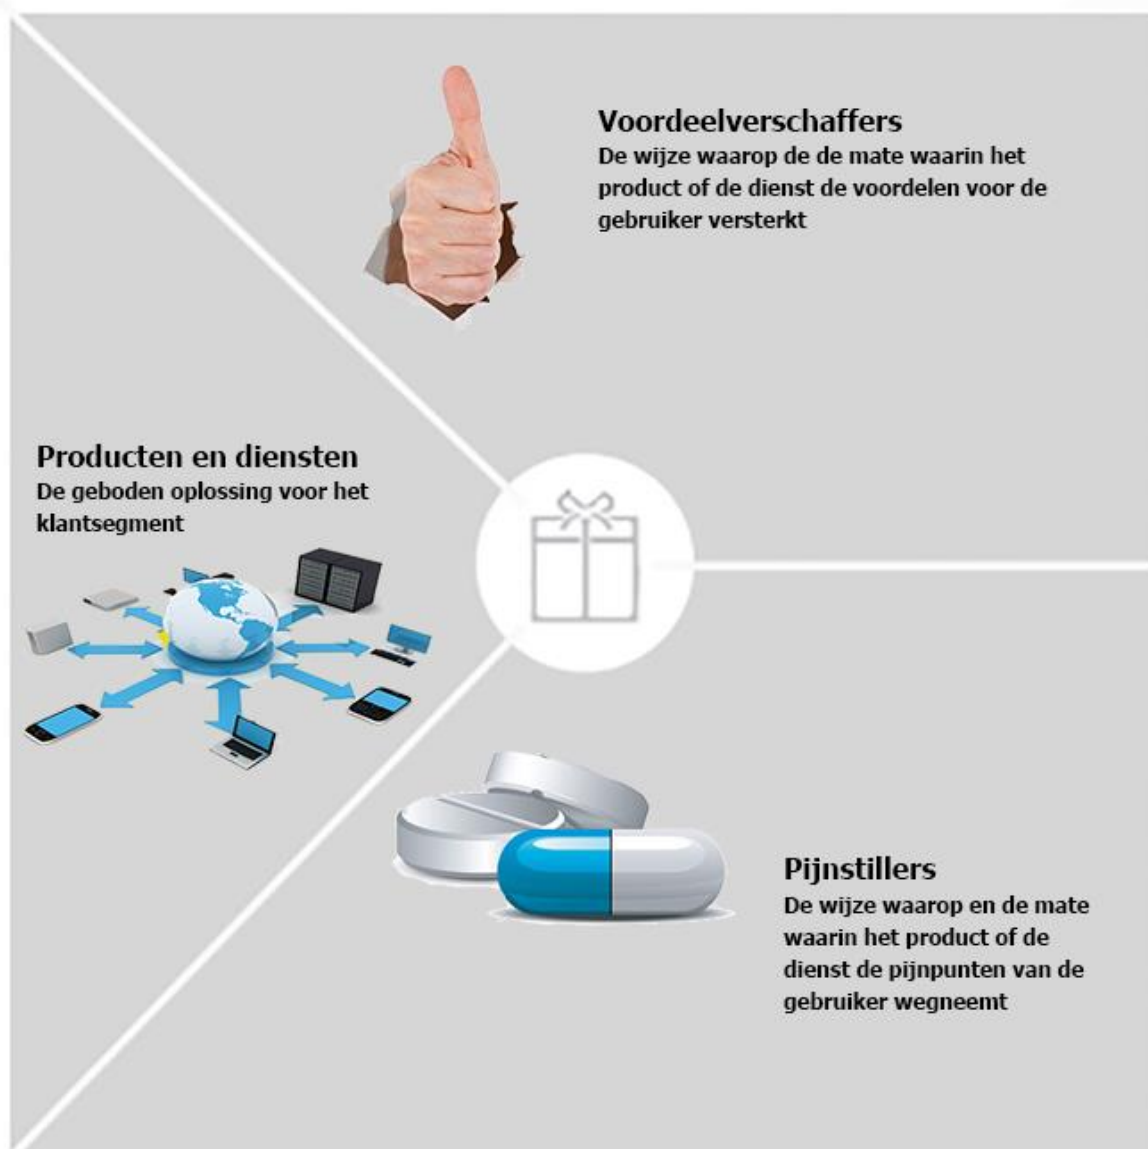 Voordeelverschaffers
De wijze waarop de de mate waarin het
product of de dienst de voordelen voor de
gebruiker versterkt
Producten en diensten
De geboden oplossing voor het
klantsegment
Pijnstillers
De wijze waarop en de mate
waarin het product of de
dienst de pijnpunten van de
gebruiker wegneemt